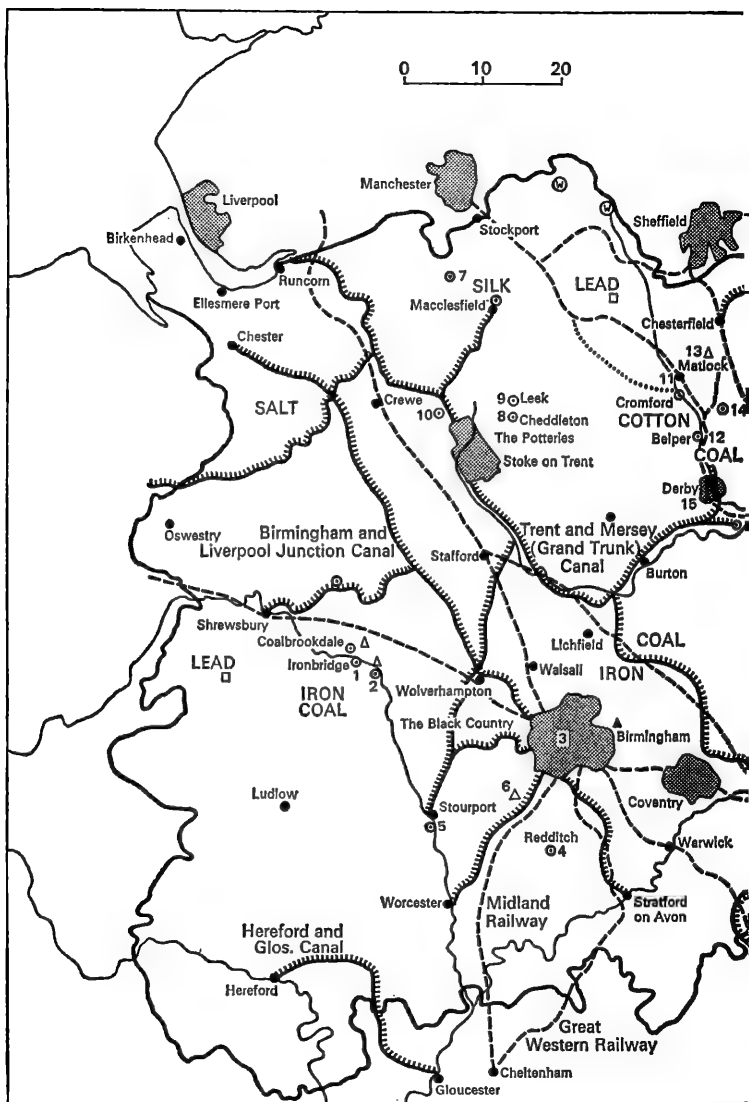 0 10 20
Manchester
Liverpool
Sheffield
W
W
Birkenhead
Stockport
Runcorn
7
SILK
LEAD
Ellesmere Port
Macclesfield
Chesterfield
Chester
13
Matlock
11
SALT
Crewe
9
Leek
10
8
Cheddleton
Cromford
COTTON
14
The Potteries
Belper
12
COAL
Stoke on Trent
Derby
15
Oswestry
Birmingham and
Liverpool Junction Canal
Trent and Mersey
(Grand Trunk)
Canal
Stafford
Burton
Shrewsbury
Lichfield
COAL
Coalbrookdale
LEAD
Ironbridge
1
2
IRON
COAL
Walsall
IRON
Wolverhampton
The Black Country
3
Birmingham
6
Ludlow
Stourport
Coventry
5
Redditch
4
Warwick
Worcester
Midland
Railway
Stratford
on Avon
Hereford and
Glos. Canal
Hereford
Great
Western Railway
Cheltenham
Gloucester